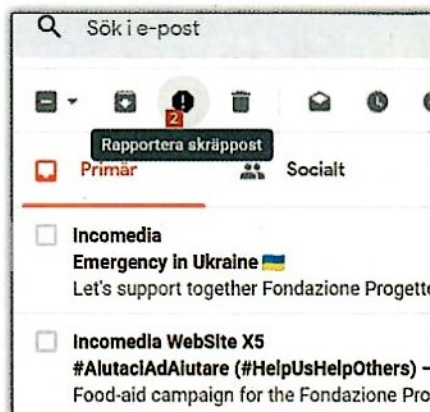 Sök i e-post
2
Rapportera skräppost
Primär
Socialt
Incomedia
Emergency in Ukraine 🇺🇦
Let's support together Fondazione Progett
Incomedia WebSite X5
#AiutaciAdAiutare (#HelpUsHelpOthers) –
Food-aid campaign for the Fondazione Pro